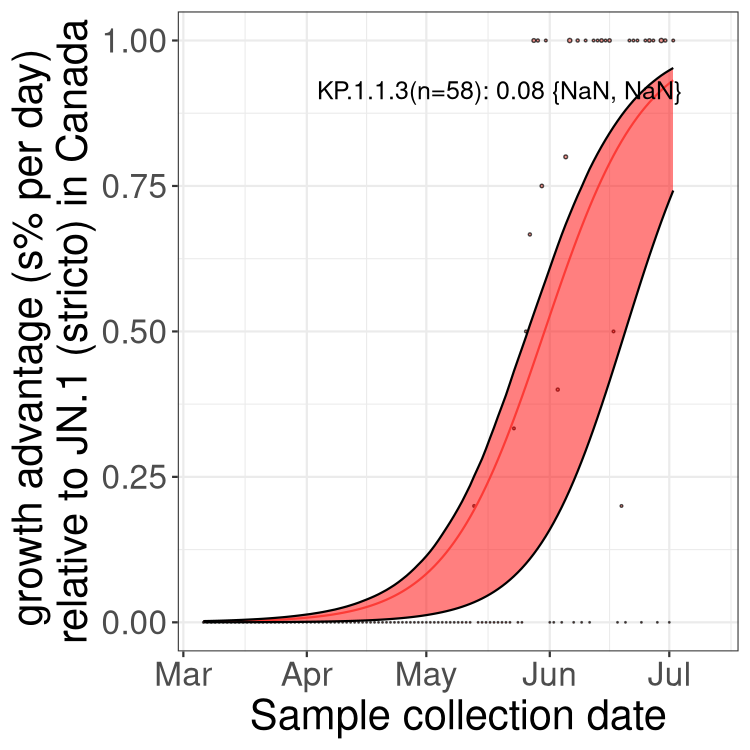 growth advantage (s% per day)
relative to JN.1 (stricto) in Canada
1.00
0.75
0.50
0.25
0.00
KP.1.1.3(n=58): 0.08 {NaN, NaN}
Mar Apr May Jun Jul
Sample collection date